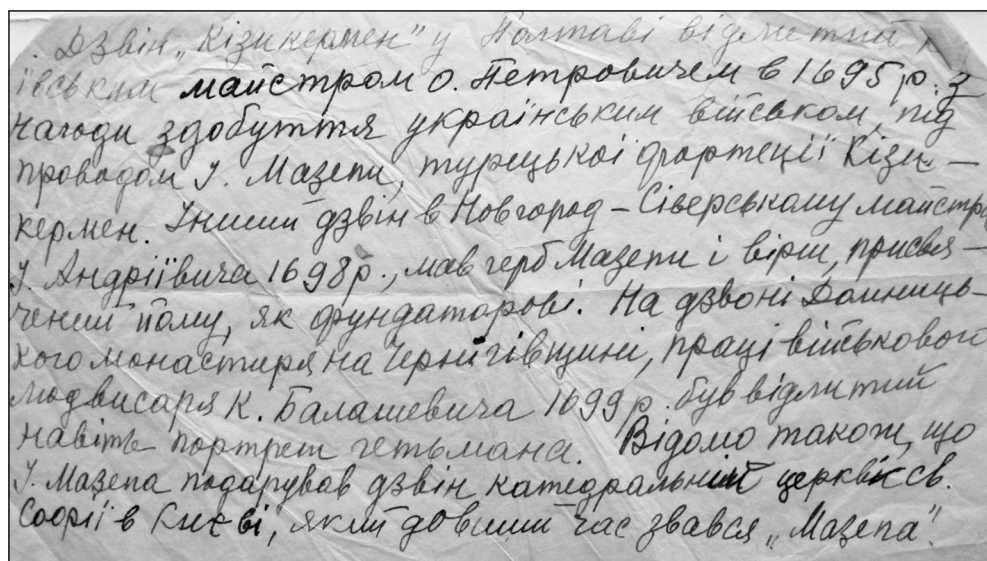 Дзвін „Кізикермен" у Полтаві відлитий к
ївським майстром О. Петровичем в 1695 р. з
нагоди здобуття українським військом, під
проводом І. Мазепи, турецької фортеції Кізи-
кермен. Інший дзвін в Новгород-Сіверському майстра
І. Андріївича 1698 р., мав герб Мазепи і вірш, присвя-
чений йому, як фундаторові. На дзвоні Домниць-
кого монастиря на Чернігівщині, праці військового
людвисаря К. Балашевича 1699 р. був відлитий
навіть портрет гетьмана. Відомо також, що
І. Мазепа подарував дзвін катедральній церкві св.
Софії в Києві, який довший час звався „Мазепа".